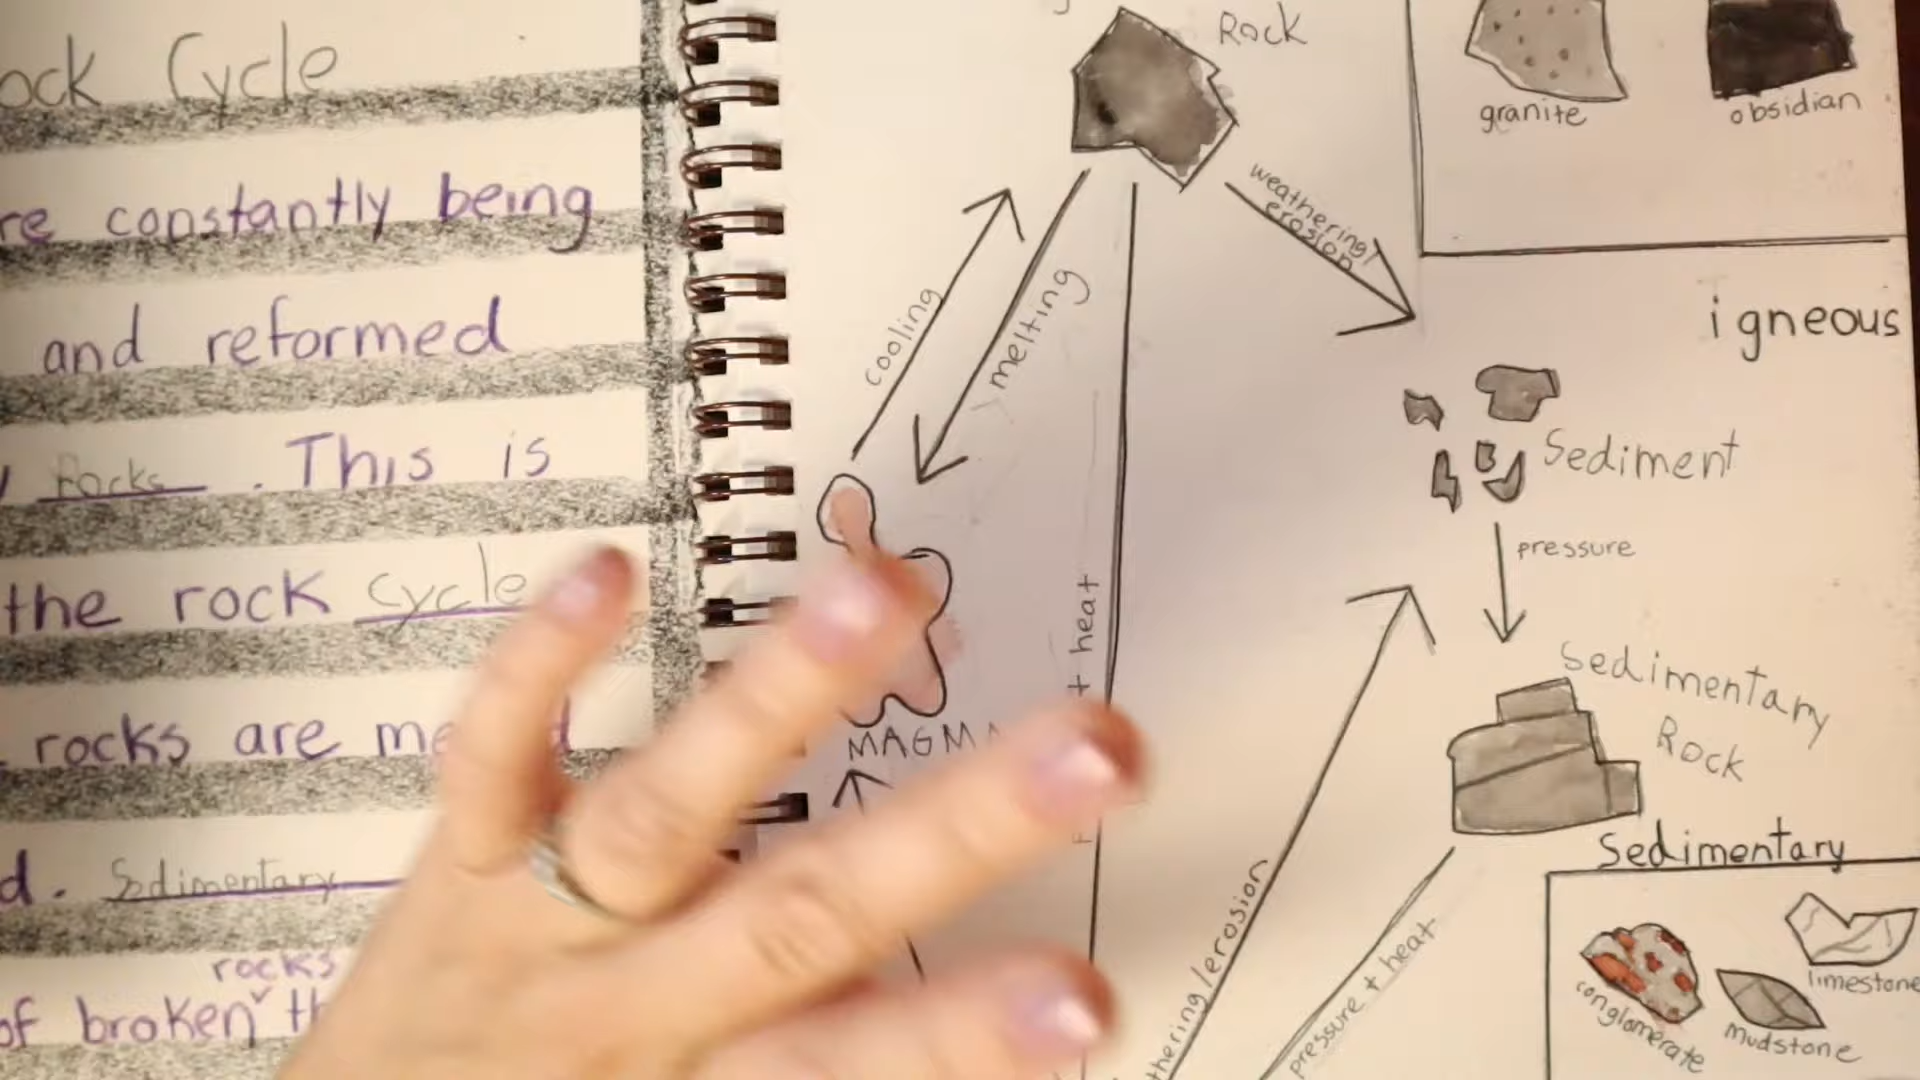 ock Cycle
re constantly being
and reformed
Rocks. This is
the rock cycle
rocks are me
d. Sedimentary
rocks
of broken th
Rock
granite
obsidian
weathering/
erosion
cooling
melting
igneous
Sediment
pressure
+ heat
Sedimentary
Rock
MAGMA
Sedimentary
thering/erosion
pressure + heat
conglomerate
mudstone
limestone